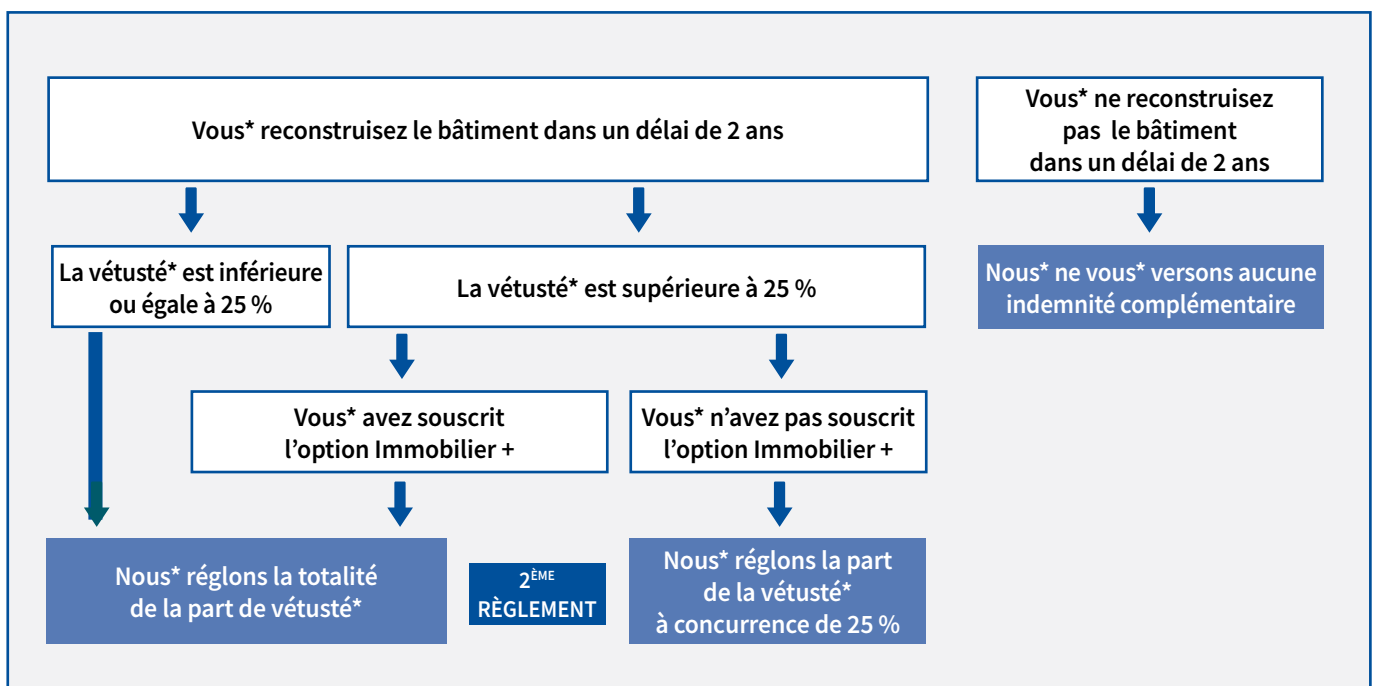 Vous* reconstruisez le bâtiment dans un délai de 2 ans
Vous* ne reconstruisez
pas le bâtiment
dans un délai de 2 ans
La vétusté* est inférieure
ou égale à 25 %
La vétusté* est supérieure à 25 %
Nous* ne vous* versons aucune
indemnité complémentaire
Vous* avez souscrit
l’option Immobilier +
Vous* n’avez pas souscrit
l’option Immobilier +
Nous* réglons la totalité
de la part de vétusté*
2ÈME
RÈGLEMENT
Nous* réglons la part
de la vétusté*
à concurrence de 25 %